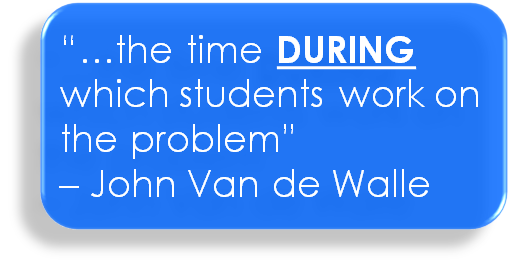 “…the time DURING
which students work on
the problem”
– John Van de Walle